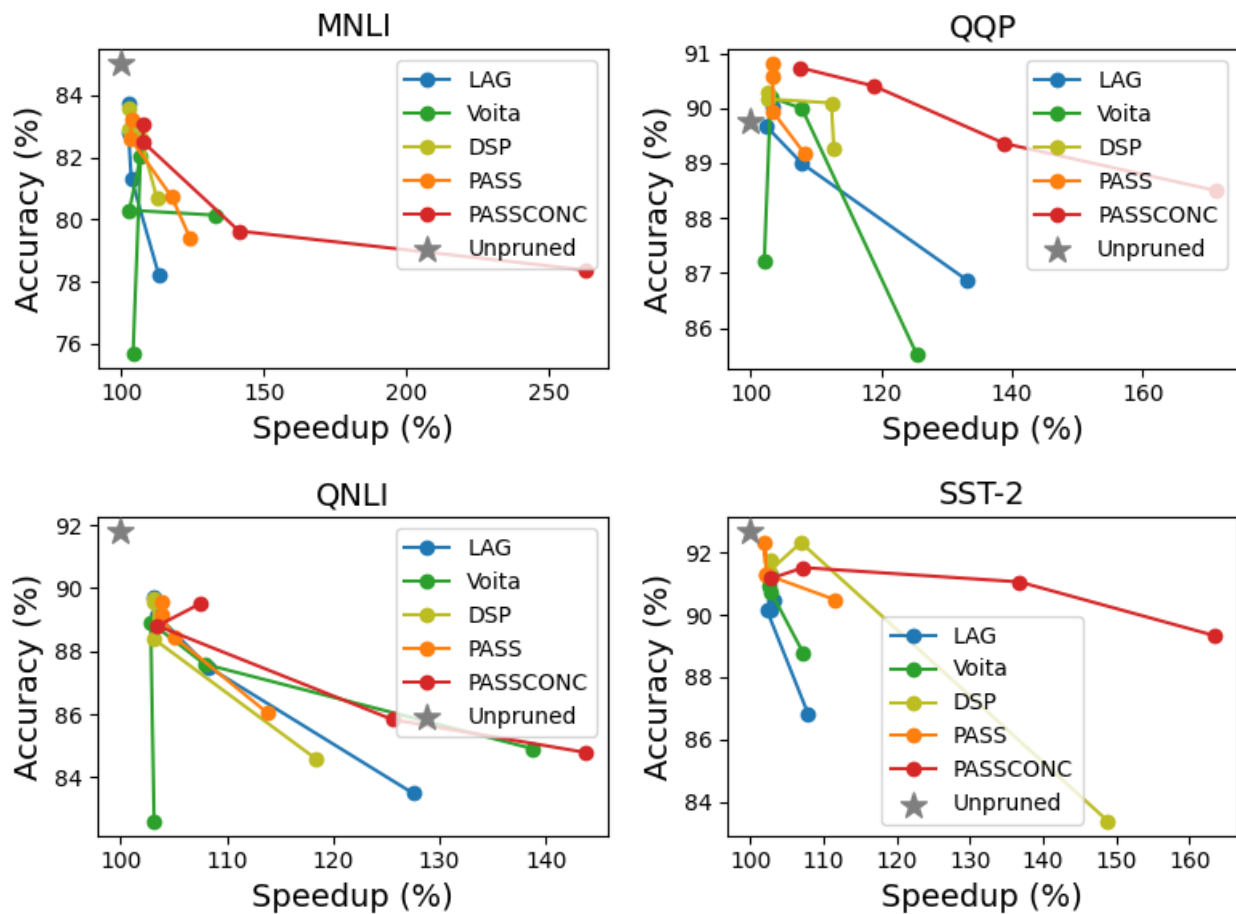 MNLI
Accuracy (%)
84
82
80
78
76
LAG
Voita
DSP
PASS
PASSCONC
Unpruned
100
150
200
250
Speedup (%)
QQP
Accuracy (%)
91
90
89
88
87
86
LAG
Voita
DSP
PASS
PASSCONC
Unpruned
100
120
140
160
Speedup (%)
QNLI
Accuracy (%)
92
90
88
86
84
LAG
Voita
DSP
PASS
PASSCONC
Unpruned
100
110
120
130
140
Speedup (%)
SST-2
Accuracy (%)
92
90
88
86
84
LAG
Voita
DSP
PASS
PASSCONC
Unpruned
100
110
120
130
140
150
160
Speedup (%)